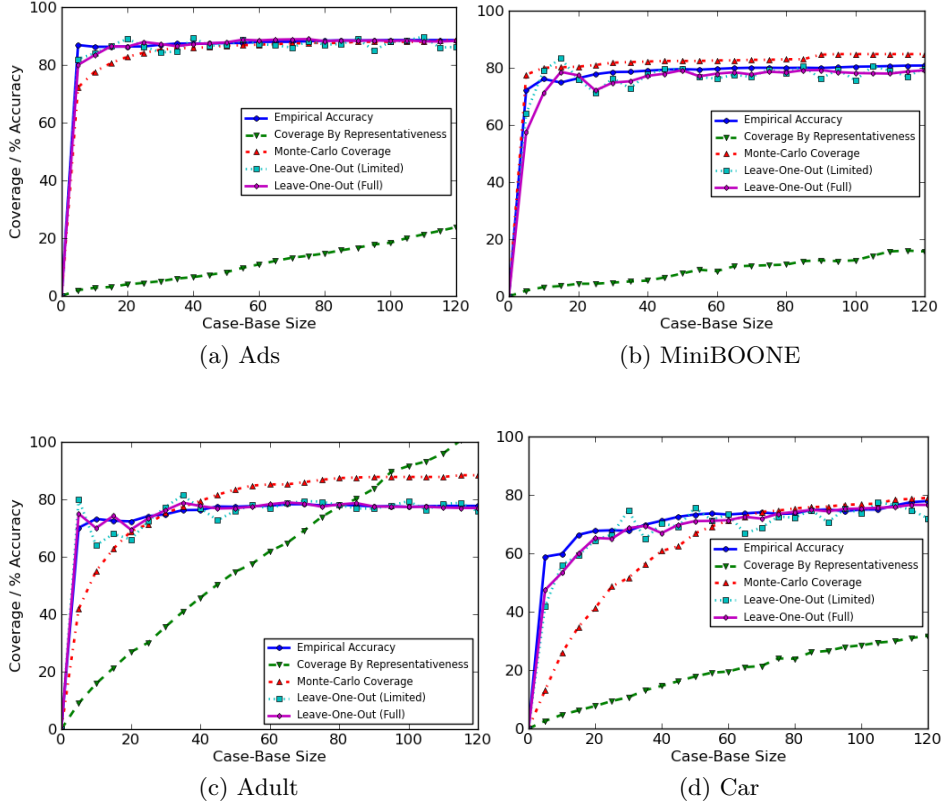 100
80
60
40
20
0
Coverage / % Accuracy
Empirical Accuracy
Coverage By Representativeness
Monte-Carlo Coverage
Leave-One-Out (Limited)
Leave-One-Out (Full)
0 20 40 60 80 100 120
Case-Base Size
(a) Ads
100
80
60
40
20
0
Empirical Accuracy
Coverage By Representativeness
Monte-Carlo Coverage
Leave-One-Out (Limited)
Leave-One-Out (Full)
0 20 40 60 80 100 120
Case-Base Size
(b) MiniBOONE
100
80
60
40
20
0
Coverage / % Accuracy
Empirical Accuracy
Coverage By Representativeness
Monte-Carlo Coverage
Leave-One-Out (Limited)
Leave-One-Out (Full)
0 20 40 60 80 100 120
Case-Base Size
(c) Adult
100
80
60
40
20
0
Empirical Accuracy
Coverage By Representativeness
Monte-Carlo Coverage
Leave-One-Out (Limited)
Leave-One-Out (Full)
0 20 40 60 80 100 120
Case-Base Size
(d) Car